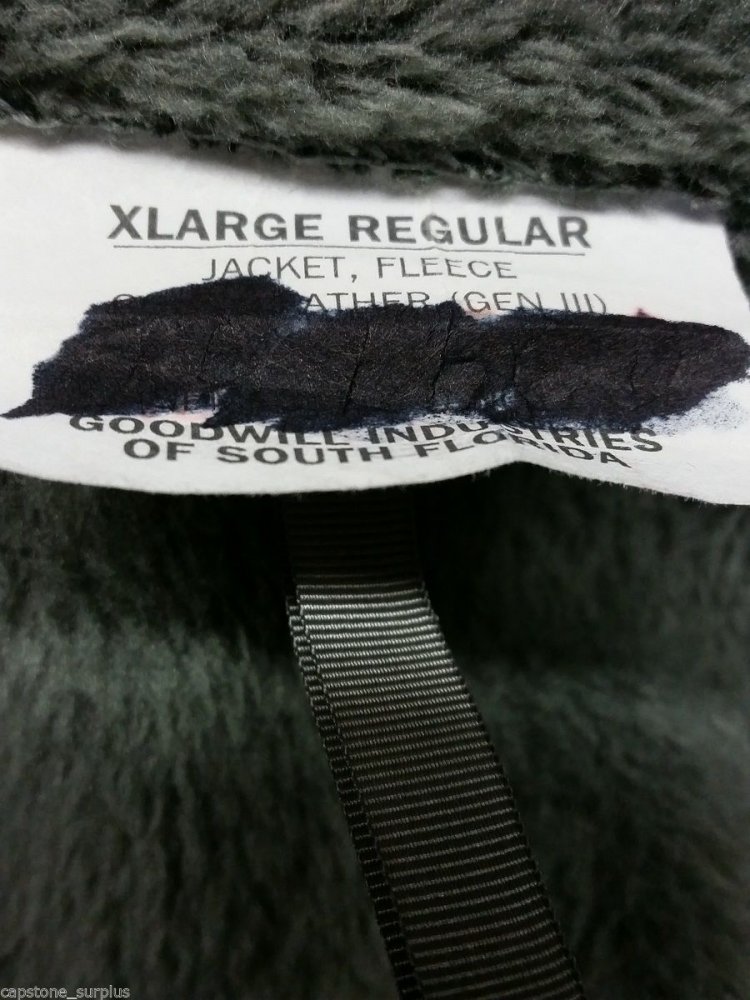 XLARGE REGULAR
JACKET, FLEECE
(GEN III)
GOODWILL INDUSTRIES
OF SOUTH FLORIDA
capstone_surplus